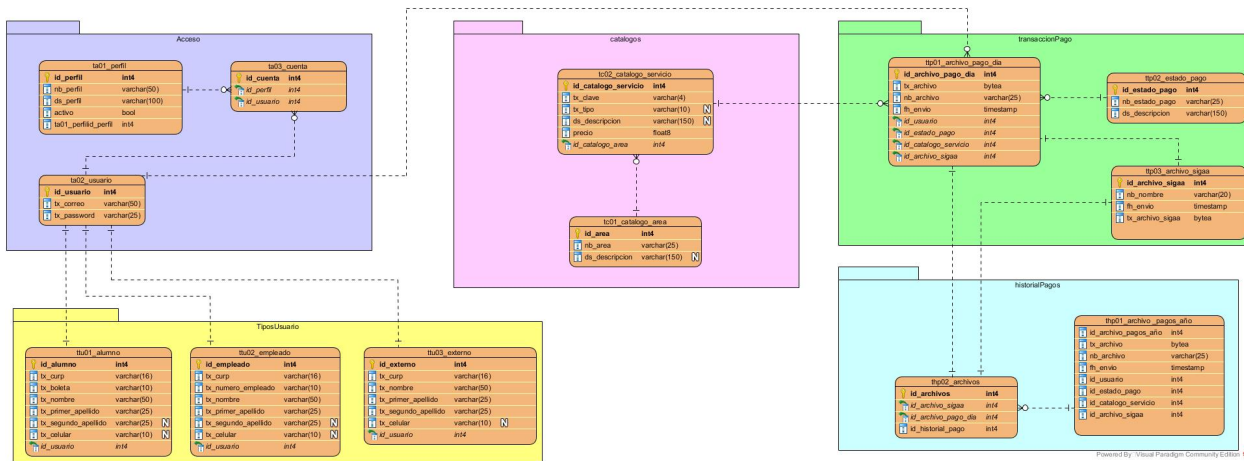 Acceso
ta01_perfil
id_perfil int4
nb_perfil varchar(50)
ds_perfil varchar(100)
activo bool
ta01_perfilid_perfil int4
ta03_cuenta
id_cuenta int4
id_perfil int4
id_usuario int4
ta02_usuario
id_usuario int4
tx_correo varchar(50)
tx_password varchar(25)
catalogos
tc02_catalogo_servicio
id_catalogo_servicio int4
tx_clave varchar(4)
tx_tipo varchar(10) N
ds_descripcion varchar(150) N
precio float8
id_catalogo_area int4
tc01_catalogo_area
id_area int4
nb_area varchar(25)
ds_descripcion varchar(150) N
transaccionPago
ttp01_archivo_pago_dia
id_archivo_pago_dia int4
tx_archivo bytea
nb_archivo varchar(25)
fh_envio timestamp
id_usuario int4
id_estado_pago int4
id_catalogo_servicio int4
id_archivo_sigaa int4
ttp02_estado_pago
id_estado_pago int4
nb_estado_pago varchar(25)
ds_descripcion varchar(150)
ttp03_archivo_sigaa
id_archivo_sigaa int4
nb_nombre varchar(20)
fh_envio timestamp
tx_archivo_sigaa bytea
TiposUsuario
ttu01_alumno
id_alumno int4
tx_curp varchar(16)
tx_boleta varchar(10)
tx_nombre varchar(50)
tx_primer_apellido varchar(25)
tx_segundo_apellido varchar(25) N
tx_celular varchar(10) N
id_usuario int4
ttu02_empleado
id_empleado int4
tx_curp varchar(16)
tx_numero_empleado varchar(10)
tx_nombre varchar(50)
tx_primer_apellido varchar(25)
tx_segundo_apellido varchar(25) N
tx_celular varchar(10) N
id_usuario int4
ttu03_externo
id_externo int4
tx_curp varchar(16)
tx_nombre varchar(50)
tx_primer_apellido varchar(25)
tx_segundo_apellido varchar(25)
tx_celular varchar(10) N
id_usuario int4
historialPagos
thp01_archivo_pagos_año
id_archivo_pagos_año int4
tx_archivo bytea
nb_archivo varchar(25)
fh_envio timestamp
id_usuario int4
id_estado_pago int4
id_catalogo_servicio int4
id_archivo_sigaa int4
thp02_archivos
id_archivos int4
id_archivo_sigaa int4
id_archivo_pago_dia int4
id_historial_pago int4
Powered By Visual Paradigm Community Edition